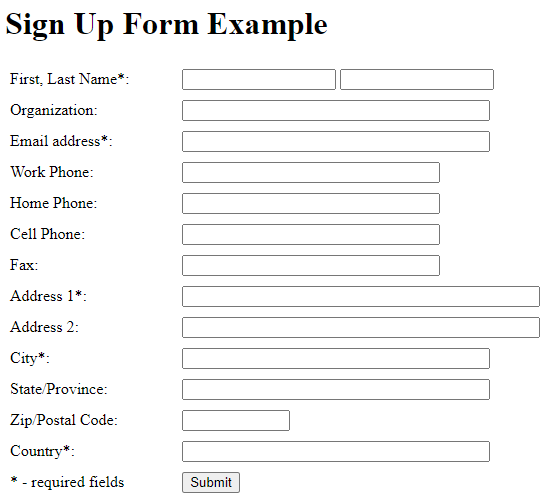 Sign Up Form Example
First, Last Name*:
Organization:
Email address*:
Work Phone:
Home Phone:
Cell Phone:
Fax:
Address 1*:
Address 2:
City*:
State/Province:
Zip/Postal Code:
Country*:
* - required fields Submit